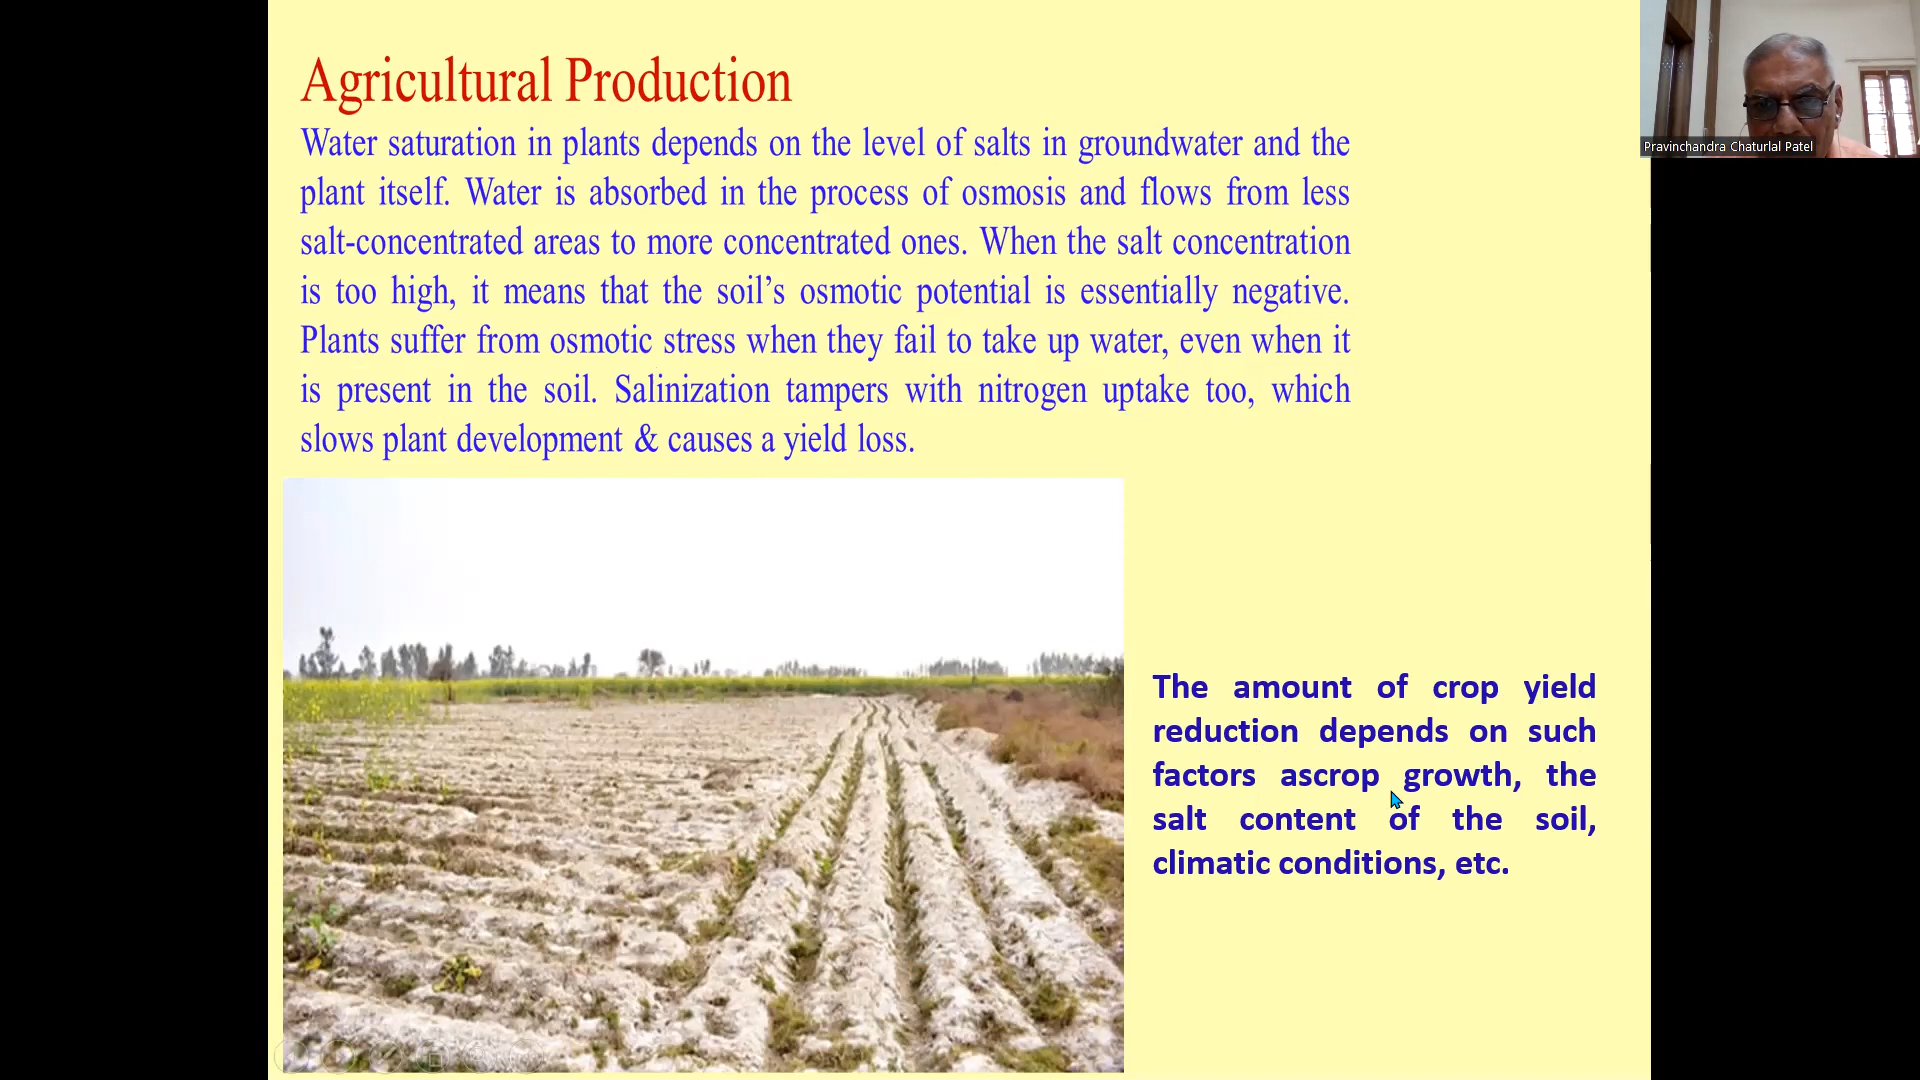 Agricultural Production
Water saturation in plants depends on the level of salts in groundwater and the
plant itself. Water is absorbed in the process of osmosis and flows from less
salt-concentrated areas to more concentrated ones. When the salt concentration
is too high, it means that the soil’s osmotic potential is essentially negative.
Plants suffer from osmotic stress when they fail to take up water, even when it
is present in the soil. Salinization tampers with nitrogen uptake too, which
slows plant development & causes a yield loss.
Pravinchandra Chaturlal Patel
The amount of crop yield
reduction depends on such
factors ascrop growth, the
salt content of the soil,
climatic conditions, etc.